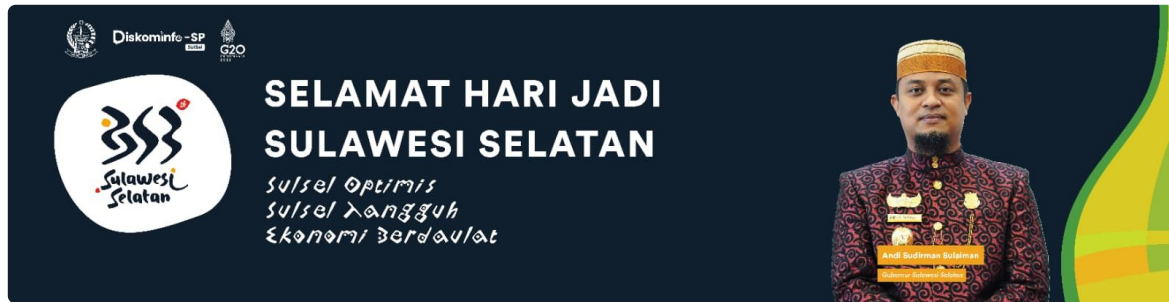 Diskominfo-SP
Sulsel
G20
353
Sulawesi
Selatan
SELAMAT HARI JADI
SULAWESI SELATAN
Sulsel Optimis
Sulsel Tangguh
Ekonomi Berdaulat
Andi Sudirman Sulaiman
Gubernur Sulawesi Selatan